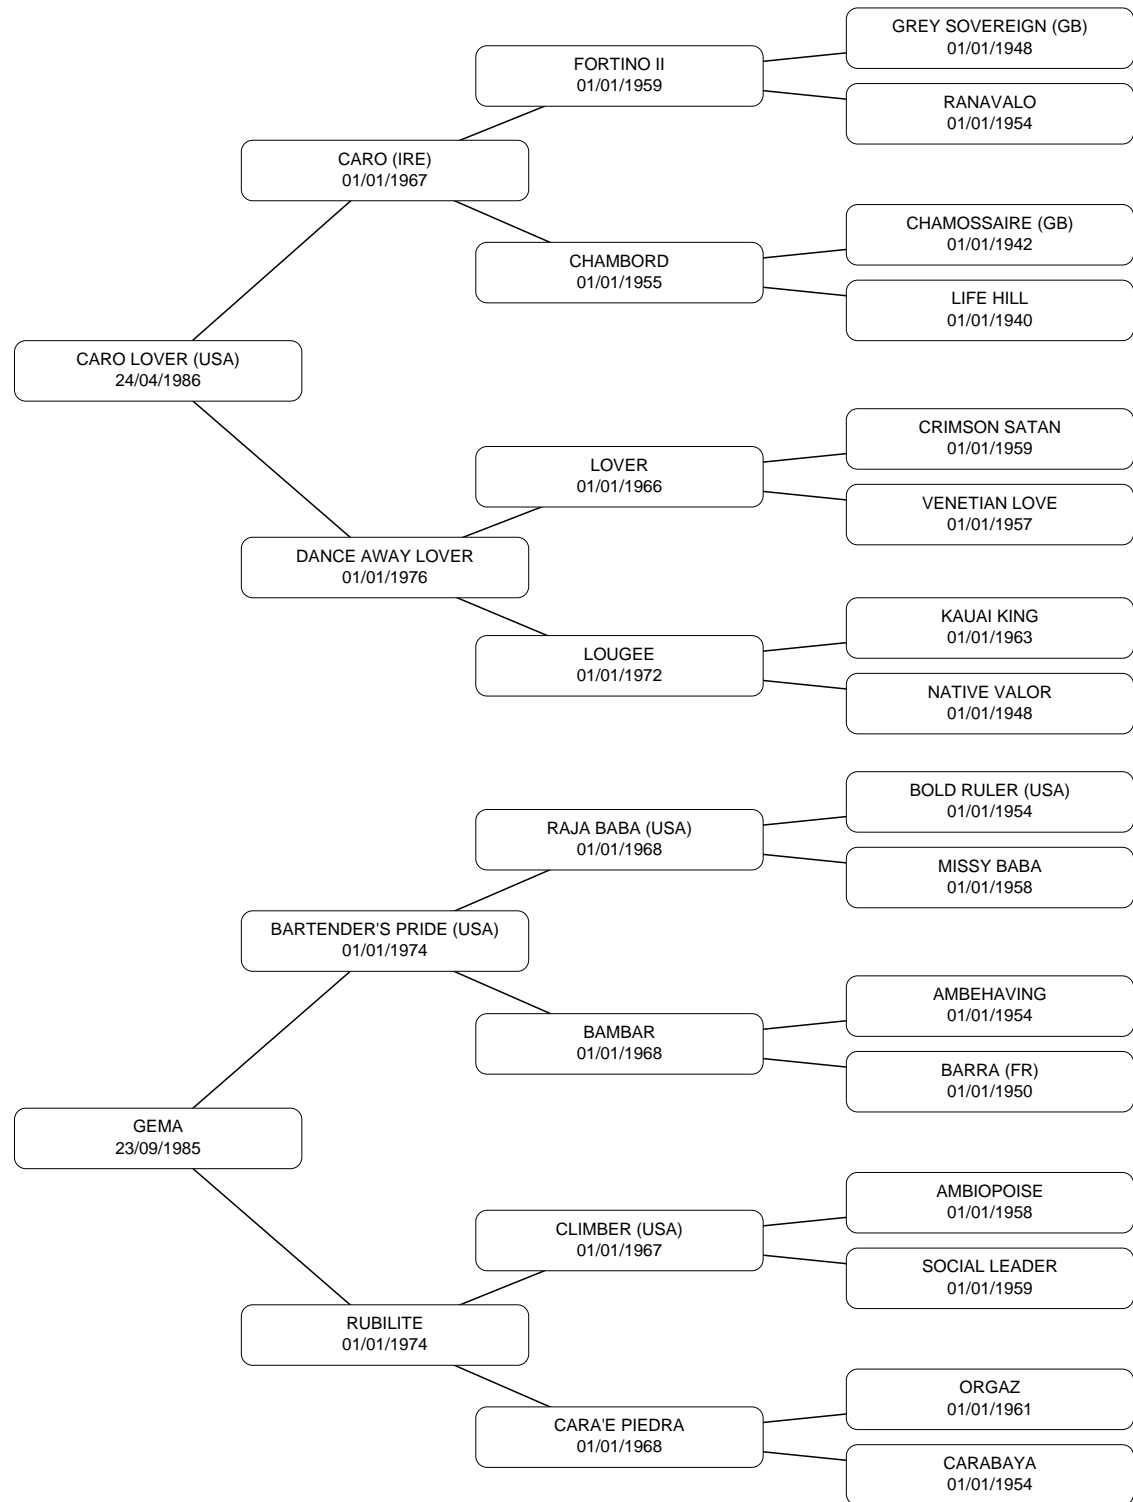 GREY SOVEREIGN (GB)
01/01/1948
FORTINO II
01/01/1959
RANAVALO
01/01/1954
CARO (IRE)
01/01/1967
CHAMOSSAIRE (GB)
01/01/1942
CHAMBORD
01/01/1955
LIFE HILL
01/01/1940
CARO LOVER (USA)
24/04/1986
CRIMSON SATAN
01/01/1959
LOVER
01/01/1966
VENETIAN LOVE
01/01/1957
DANCE AWAY LOVER
01/01/1976
KAUAI KING
01/01/1963
LOUGEE
01/01/1972
NATIVE VALOR
01/01/1948
BOLD RULER (USA)
01/01/1954
RAJA BABA (USA)
01/01/1968
MISSY BABA
01/01/1958
BARTENDER'S PRIDE (USA)
01/01/1974
AMBEHAVING
01/01/1954
BAMBAR
01/01/1968
BARRA (FR)
01/01/1950
GEMA
23/09/1985
AMBIOPOISE
01/01/1958
CLIMBER (USA)
01/01/1967
SOCIAL LEADER
01/01/1959
RUBILITE
01/01/1974
ORGAZ
01/01/1961
CARA'E PIEDRA
01/01/1968
CARABAYA
01/01/1954